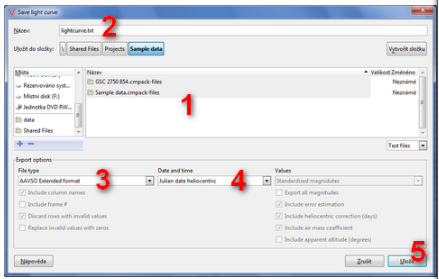 Save light curve
Název: lightcurve.txt
2
Uložit do složky: \ Shared Files Projects Sample data Vytvořit složku
Místa Název Velikost Změněno
Rezervováno syst... GSC 2750 854.cmpack-files Neznámé
Místní disk (F:) Sample data.cmpack-files Neznámé
Jednotka DVD RW...
data
Shared Files
1
+ − Text files
Export options
File type Date and time Values
AAVSO Extended format Julian date heliocentric Standardized magnitudes
3 4
Include column names Export all magnitudes
Include frame # Include error estimation
Discard rows with invalid values Include heliocentric correction (days)
Replace invalid values with zeros Include air mass coefficient
Include apparent altitude (degrees)
5
Nápověda Zrušit Uložit